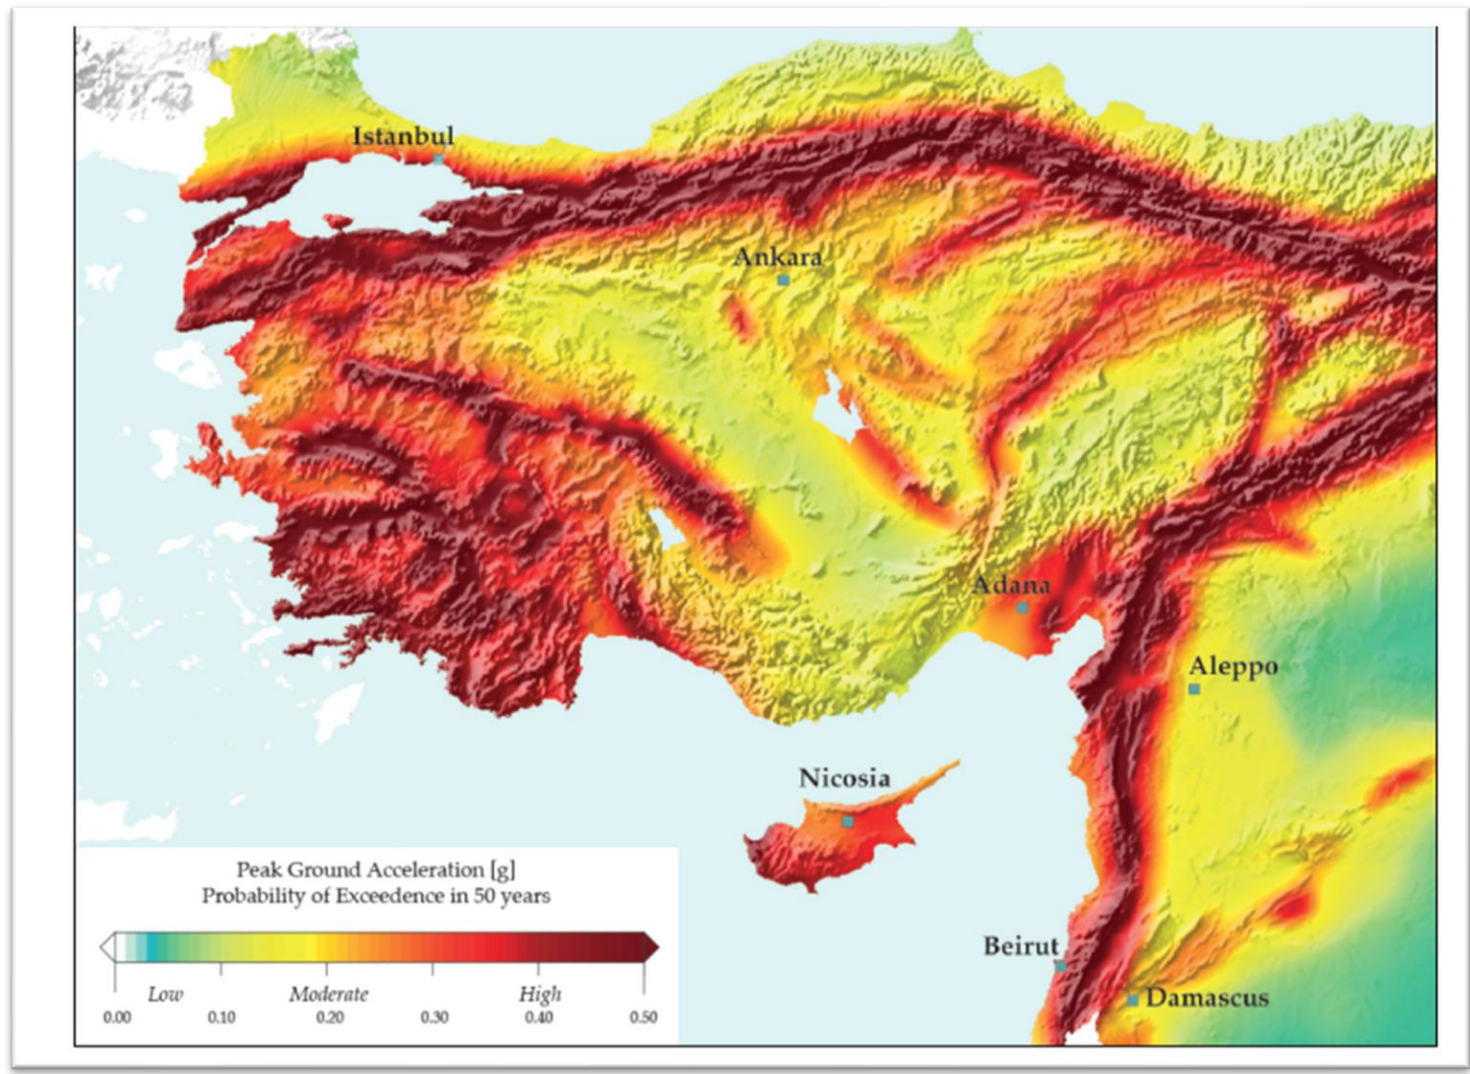 Istanbul
Ankara
Adana
Aleppo
Nicosia
Beirut
Damascus
Peak Ground Acceleration [g]
Probability of Exceedence in 50 years
Low Moderate High
0.00 0.10 0.20 0.30 0.40 0.50